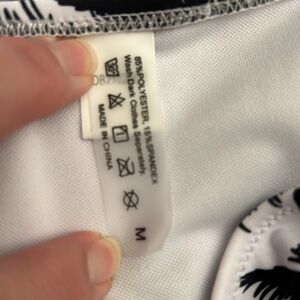 85%POLYESTER, 15%SPANDEX
Wash Dark Clothes Separately.
MADE IN CHINA
M